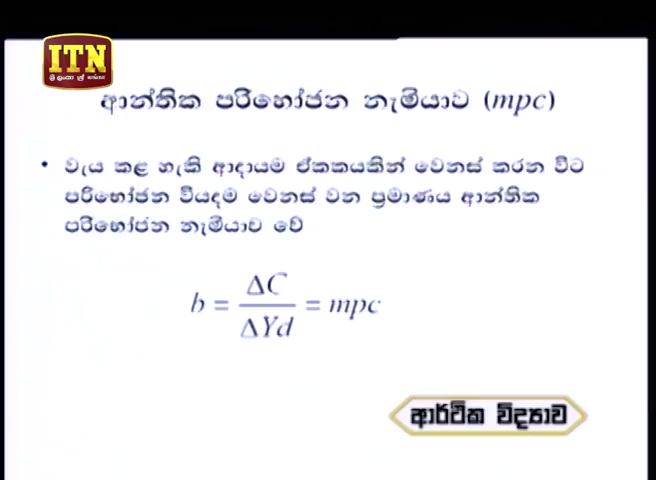 ITN
ආන්තික පරිභෝජන නැමියාව (mpc)
• වැය කළ හැකි ආදායම ඒකකයකින් වෙනස් කරන විට
පරිභෝජන වියදම වෙනස් වන ප්‍රමාණය ආන්තික
පරිභෝජන නැමියාව වේ
b = ΔC / ΔYd = mpc
ආර්ථික විද්‍යාව